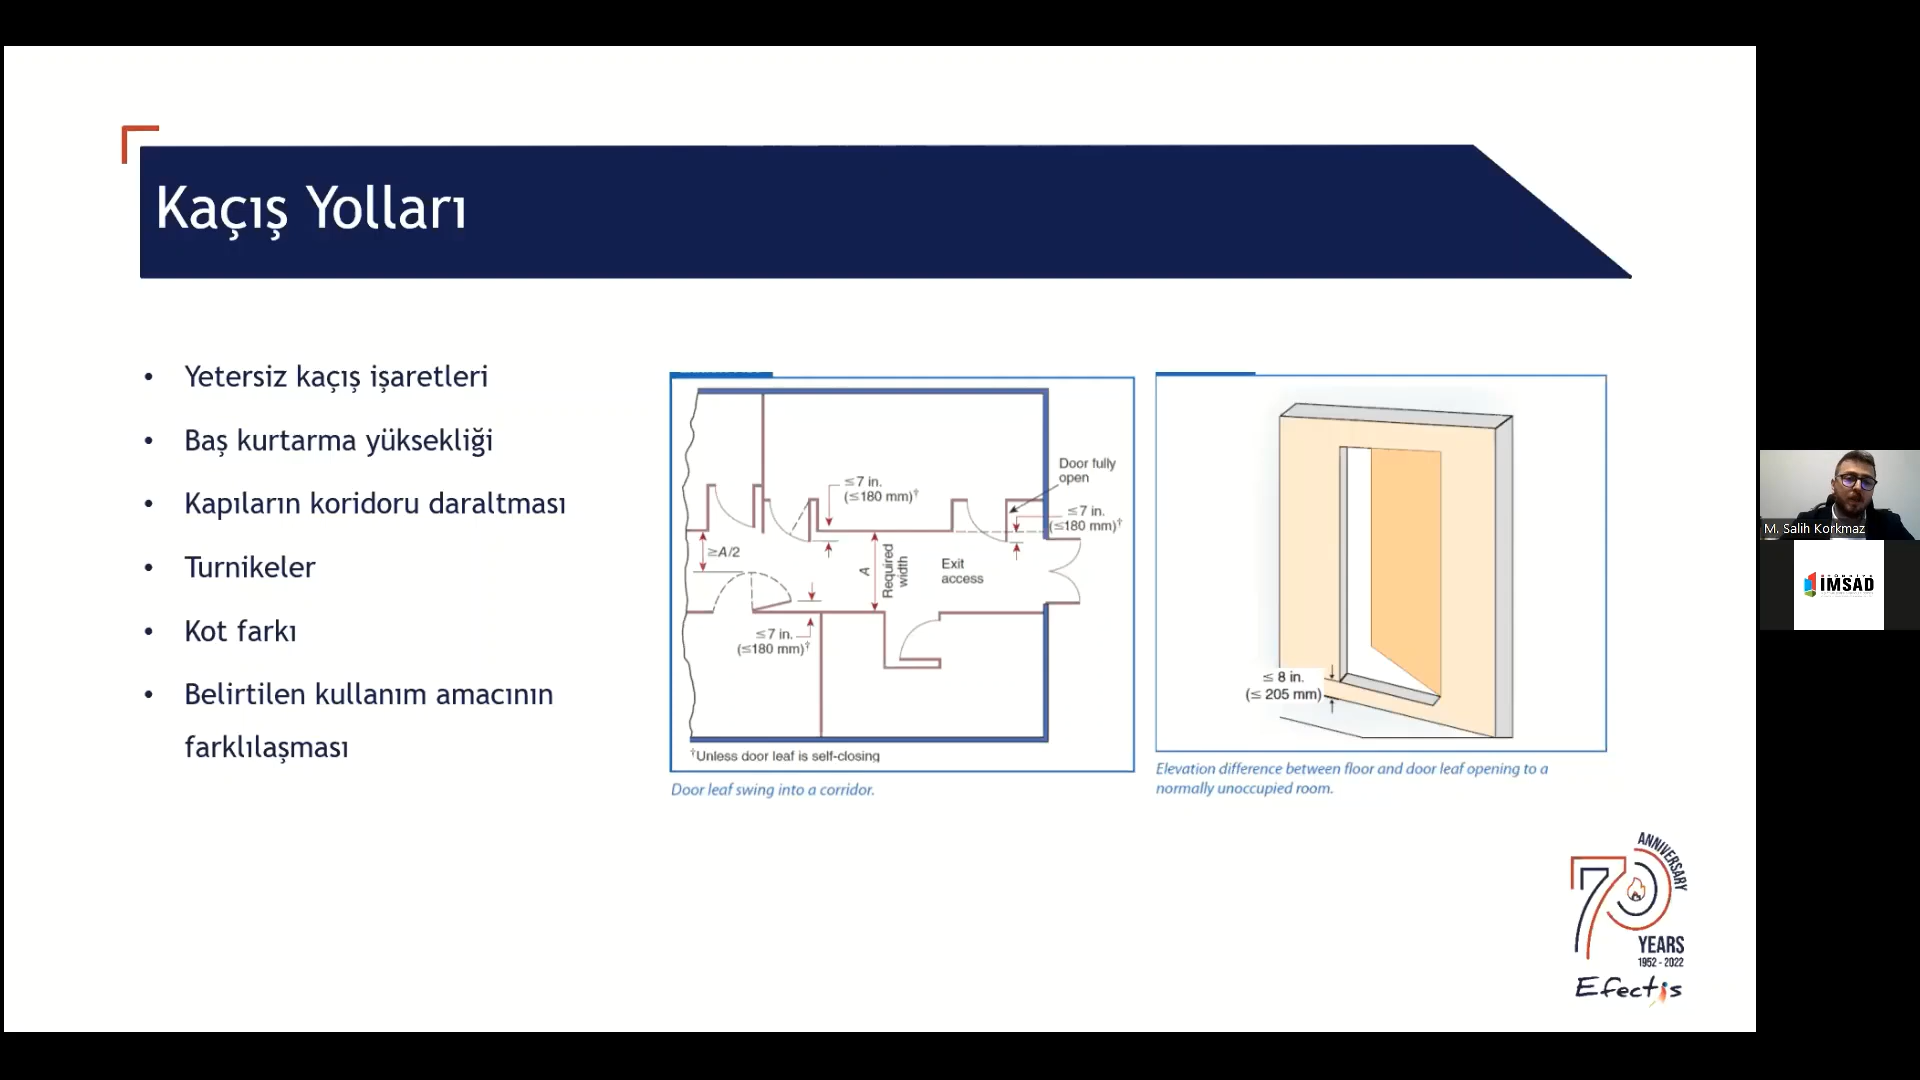 Kaçış Yolları
• Yetersiz kaçış işaretleri
• Baş kurtarma yüksekliği
• Kapıların koridoru daraltması
• Turnikeler
• Kot farkı
• Belirtilen kullanım amacının
farklılaşması
≤7 in.
(≤180 mm)†
Door fully
open
≤7 in.
(≤180 mm)†
≥A/2
A
Required
width
Exit
access
≤7 in.
(≤180 mm)†
†Unless door leaf is self-closing
Door leaf swing into a corridor.
≤ 8 in.
(≤ 205 mm)
Elevation difference between floor and door leaf opening to a
normally unoccupied room.
70
ANNIVERSARY
YEARS
1952 - 2022
Efectis
M. Salih Korkmaz
İMSAD